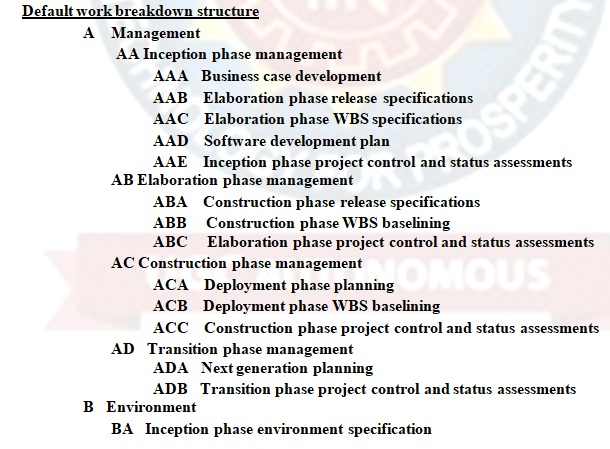 Default work breakdown structure
A Management
AA Inception phase management
AAA Business case development
AAB Elaboration phase release specifications
AAC Elaboration phase WBS specifications
AAD Software development plan
AAE Inception phase project control and status assessments
AB Elaboration phase management
ABA Construction phase release specifications
ABB Construction phase WBS baselining
ABC Elaboration phase project control and status assessments
AC Construction phase management
ACA Deployment phase planning
ACB Deployment phase WBS baselining
ACC Construction phase project control and status assessments
AD Transition phase management
ADA Next generation planning
ADB Transition phase project control and status assessments
B Environment
BA Inception phase environment specification